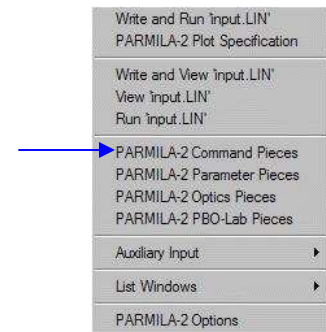 Write and Run 'input.LIN'
PARMILA-2 Plot Specification
Write and View 'input.LIN'
View 'input.LIN'
Run 'input.LIN'
PARMILA-2 Command Pieces
PARMILA-2 Parameter Pieces
PARMILA-2 Optics Pieces
PARMILA-2 PBO-Lab Pieces
Auxiliary Input
List Windows
PARMILA-2 Options